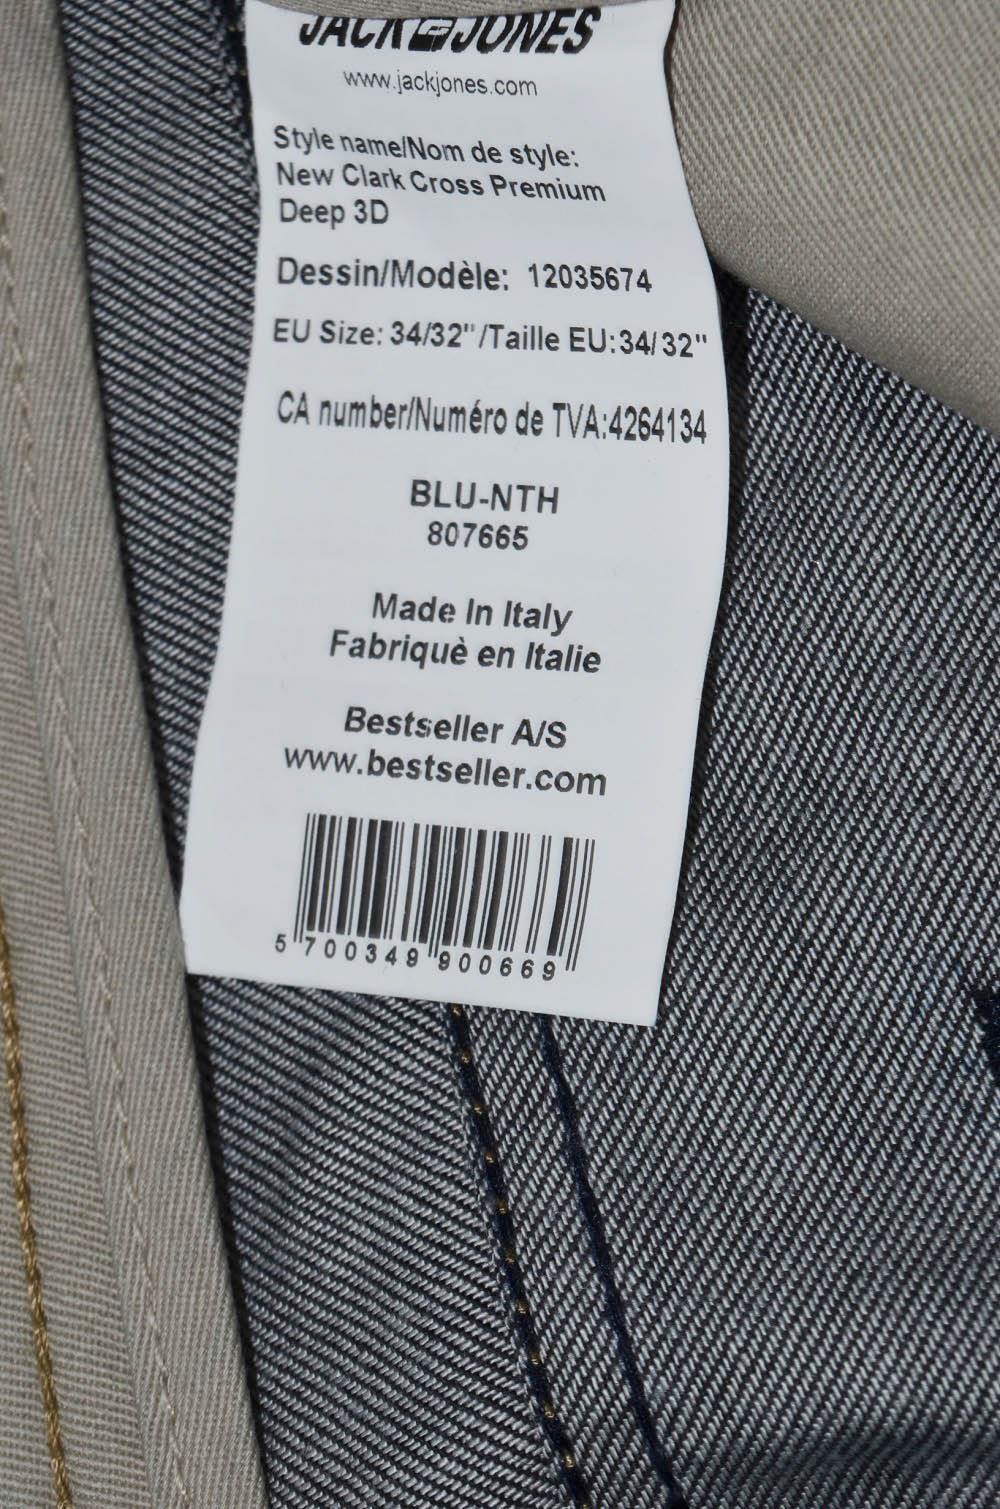 JACK & JONES
www.jackjones.com
Style name/Nom de style:
New Clark Cross Premium
Deep 3D
Dessin/Modèle: 12035674
EU Size: 34/32"/Taille EU:34/32"
CA number/Numéro de TVA:4264134
BLU-NTH
807665
Made In Italy
Fabriquè en Italie
Bestseller A/S
www.bestseller.com
5 700349 900669